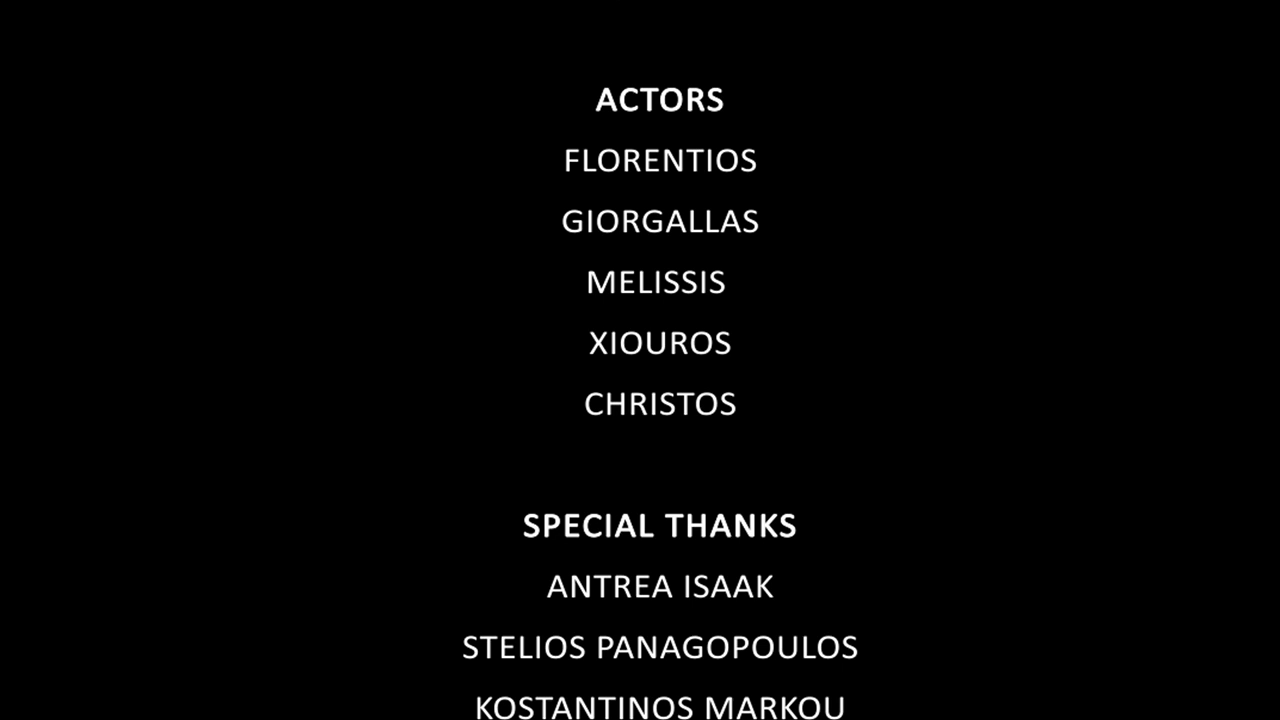 ACTORS
FLORENTIOS
GIORGALLAS
MELISSIS
XIOUROS
CHRISTOS
SPECIAL THANKS
ANTREA ISAAK
STELIOS PANAGOPOULOS
KOSTANTINOS MARKOU